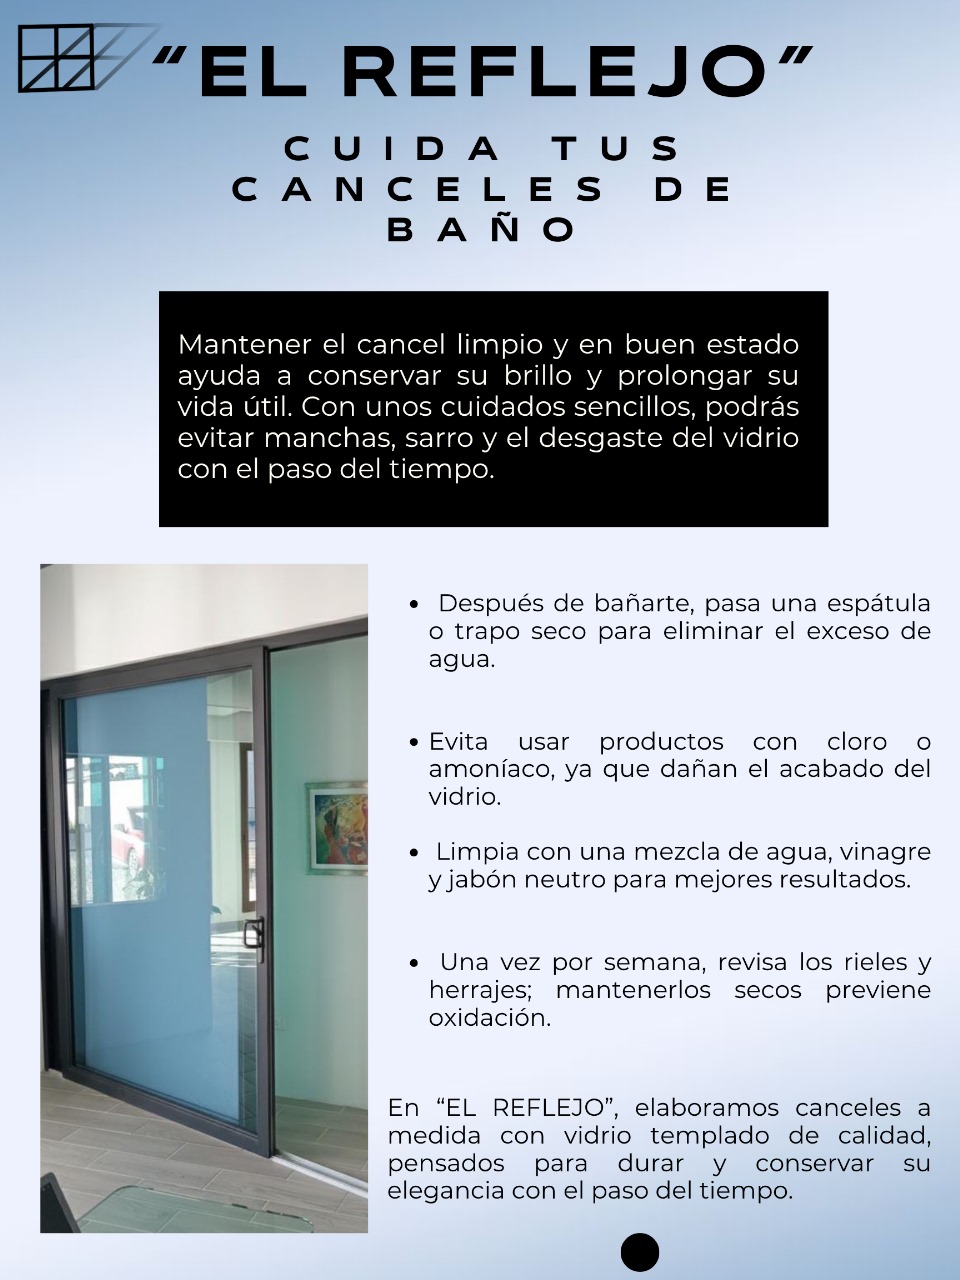 “EL REFLEJO”
CUIDA TUS
CANCELES DE
BAÑO
Mantener el cancel limpio y en buen estado
ayuda a conservar su brillo y prolongar su
vida útil. Con unos cuidados sencillos, podrás
evitar manchas, sarro y el desgaste del vidrio
con el paso del tiempo.
• Después de bañarte, pasa una espátula
o trapo seco para eliminar el exceso de
agua.
• Evita usar productos con cloro o
amoníaco, ya que dañan el acabado del
vidrio.
• Limpia con una mezcla de agua, vinagre
y jabón neutro para mejores resultados.
• Una vez por semana, revisa los rieles y
herrajes; mantenerlos secos previene
oxidación.
En “EL REFLEJO”, elaboramos canceles a
medida con vidrio templado de calidad,
pensados para durar y conservar su
elegancia con el paso del tiempo.